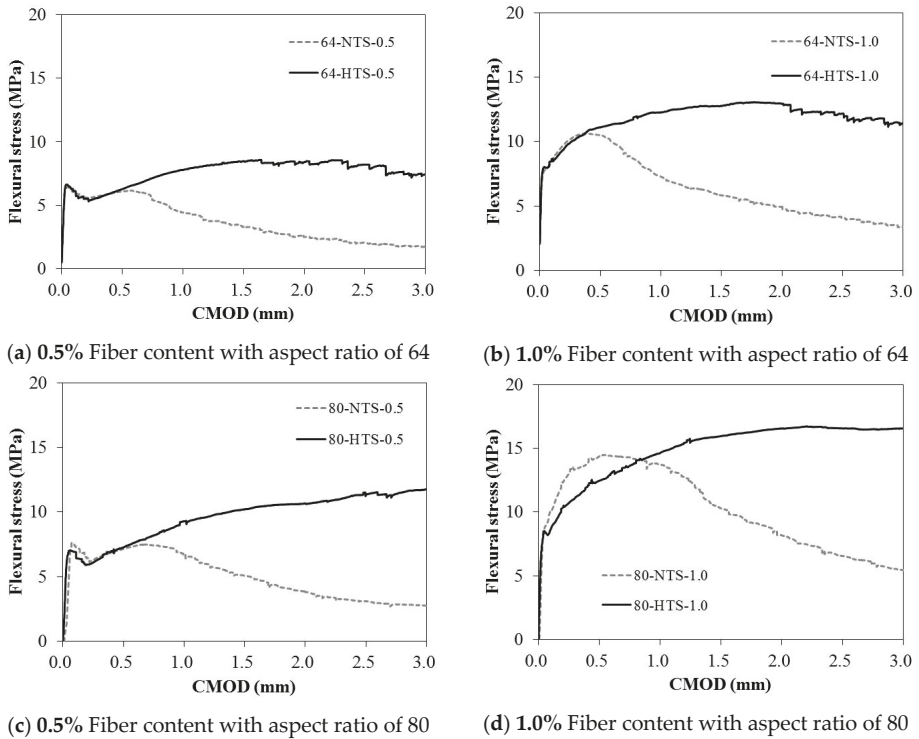 20
15
10
5
0
Flexural stress (MPa)
64-NTS-0.5
64-HTS-0.5
0.0 0.5 1.0 1.5 2.0 2.5 3.0
CMOD (mm)
(a) 0.5% Fiber content with aspect ratio of 64
20
15
10
5
0
Flexural stress (MPa)
64-NTS-1.0
64-HTS-1.0
0.0 0.5 1.0 1.5 2.0 2.5 3.0
CMOD (mm)
(b) 1.0% Fiber content with aspect ratio of 64
20
15
10
5
0
Flexural stress (MPa)
80-NTS-0.5
80-HTS-0.5
0.0 0.5 1.0 1.5 2.0 2.5 3.0
CMOD (mm)
(c) 0.5% Fiber content with aspect ratio of 80
20
15
10
5
0
Flexural stress (MPa)
80-NTS-1.0
80-HTS-1.0
0.0 0.5 1.0 1.5 2.0 2.5 3.0
CMOD (mm)
(d) 1.0% Fiber content with aspect ratio of 80